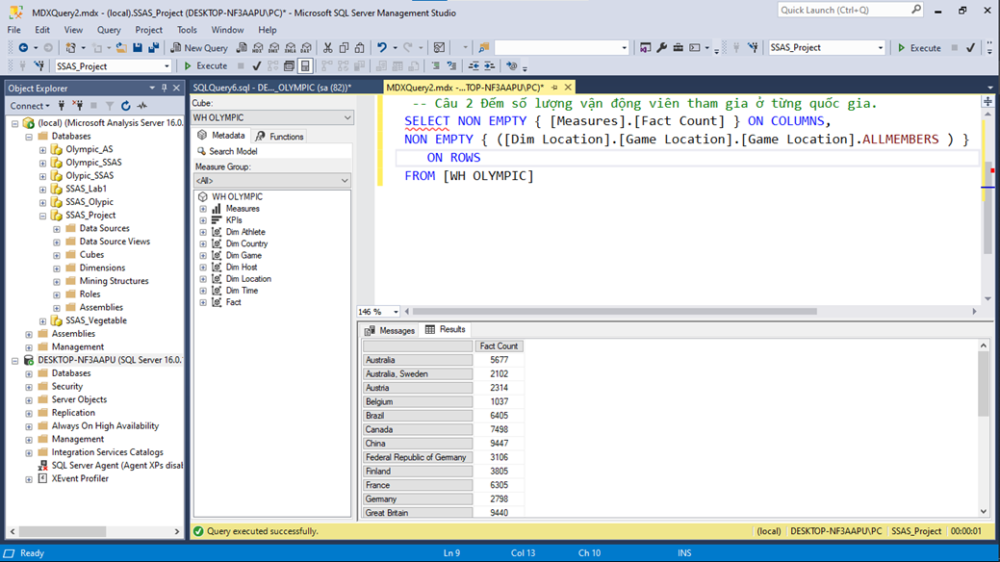 MDXQuery2.mdx - (local).SSAS_Project (DESKTOP-NF3AAPU\PC)* - Microsoft SQL Server Management Studio
Quick Launch (Ctrl+Q)
File Edit View Query Project Tools Window Help
New Query
SSAS_Project
Execute
SSAS_Project
Execute
Object Explorer
Connect
(local) (Microsoft Analysis Server 16.0.
Databases
Olympic_AS
Olympic_SSAS
Olypic_SSAS
SSAS_Lab1
SSAS_Olypic
SSAS_Project
Data Sources
Data Source Views
Cubes
Dimensions
Mining Structures
Roles
Assemblies
SSAS_Vegetable
Assemblies
Management
DESKTOP-NF3AAPU (SQL Server 16.0.
Databases
Security
Server Objects
Replication
Always On High Availability
Management
Integration Services Catalogs
SQL Server Agent (Agent XPs disab
XEvent Profiler
SQLQuery6.sql - DE..._OLYMPIC (sa (82))*
MDXQuery2.mdx ...TOP-NF3AAPU\PC)*
Cube:
WH OLYMPIC
Metadata Functions
Search Model
Measure Group:
<All>
WH OLYMPIC
Measures
KPIs
Dim Athlete
Dim Country
Dim Game
Dim Host
Dim Location
Dim Time
Fact
-- Câu 2 Đếm số lượng vận động viên tham gia ở từng quốc gia.
SELECT NON EMPTY { [Measures].[Fact Count] } ON COLUMNS,
NON EMPTY { ([Dim Location].[Game Location].[Game Location].ALLMEMBERS ) }
ON ROWS
FROM [WH OLYMPIC]
146 %
Messages Results
Fact Count
Australia 5677
Australia, Sweden 2102
Austria 2314
Belgium 1037
Brazil 6405
Canada 7498
China 9447
Federal Republic of Germany 3106
Finland 3805
France 6305
Germany 2798
Great Britain 9440
Query executed successfully.
(local) DESKTOP-NF3AAPU\PC SSAS_Project 00:00:01
Ready
Ln 9 Col 13 Ch 10 INS